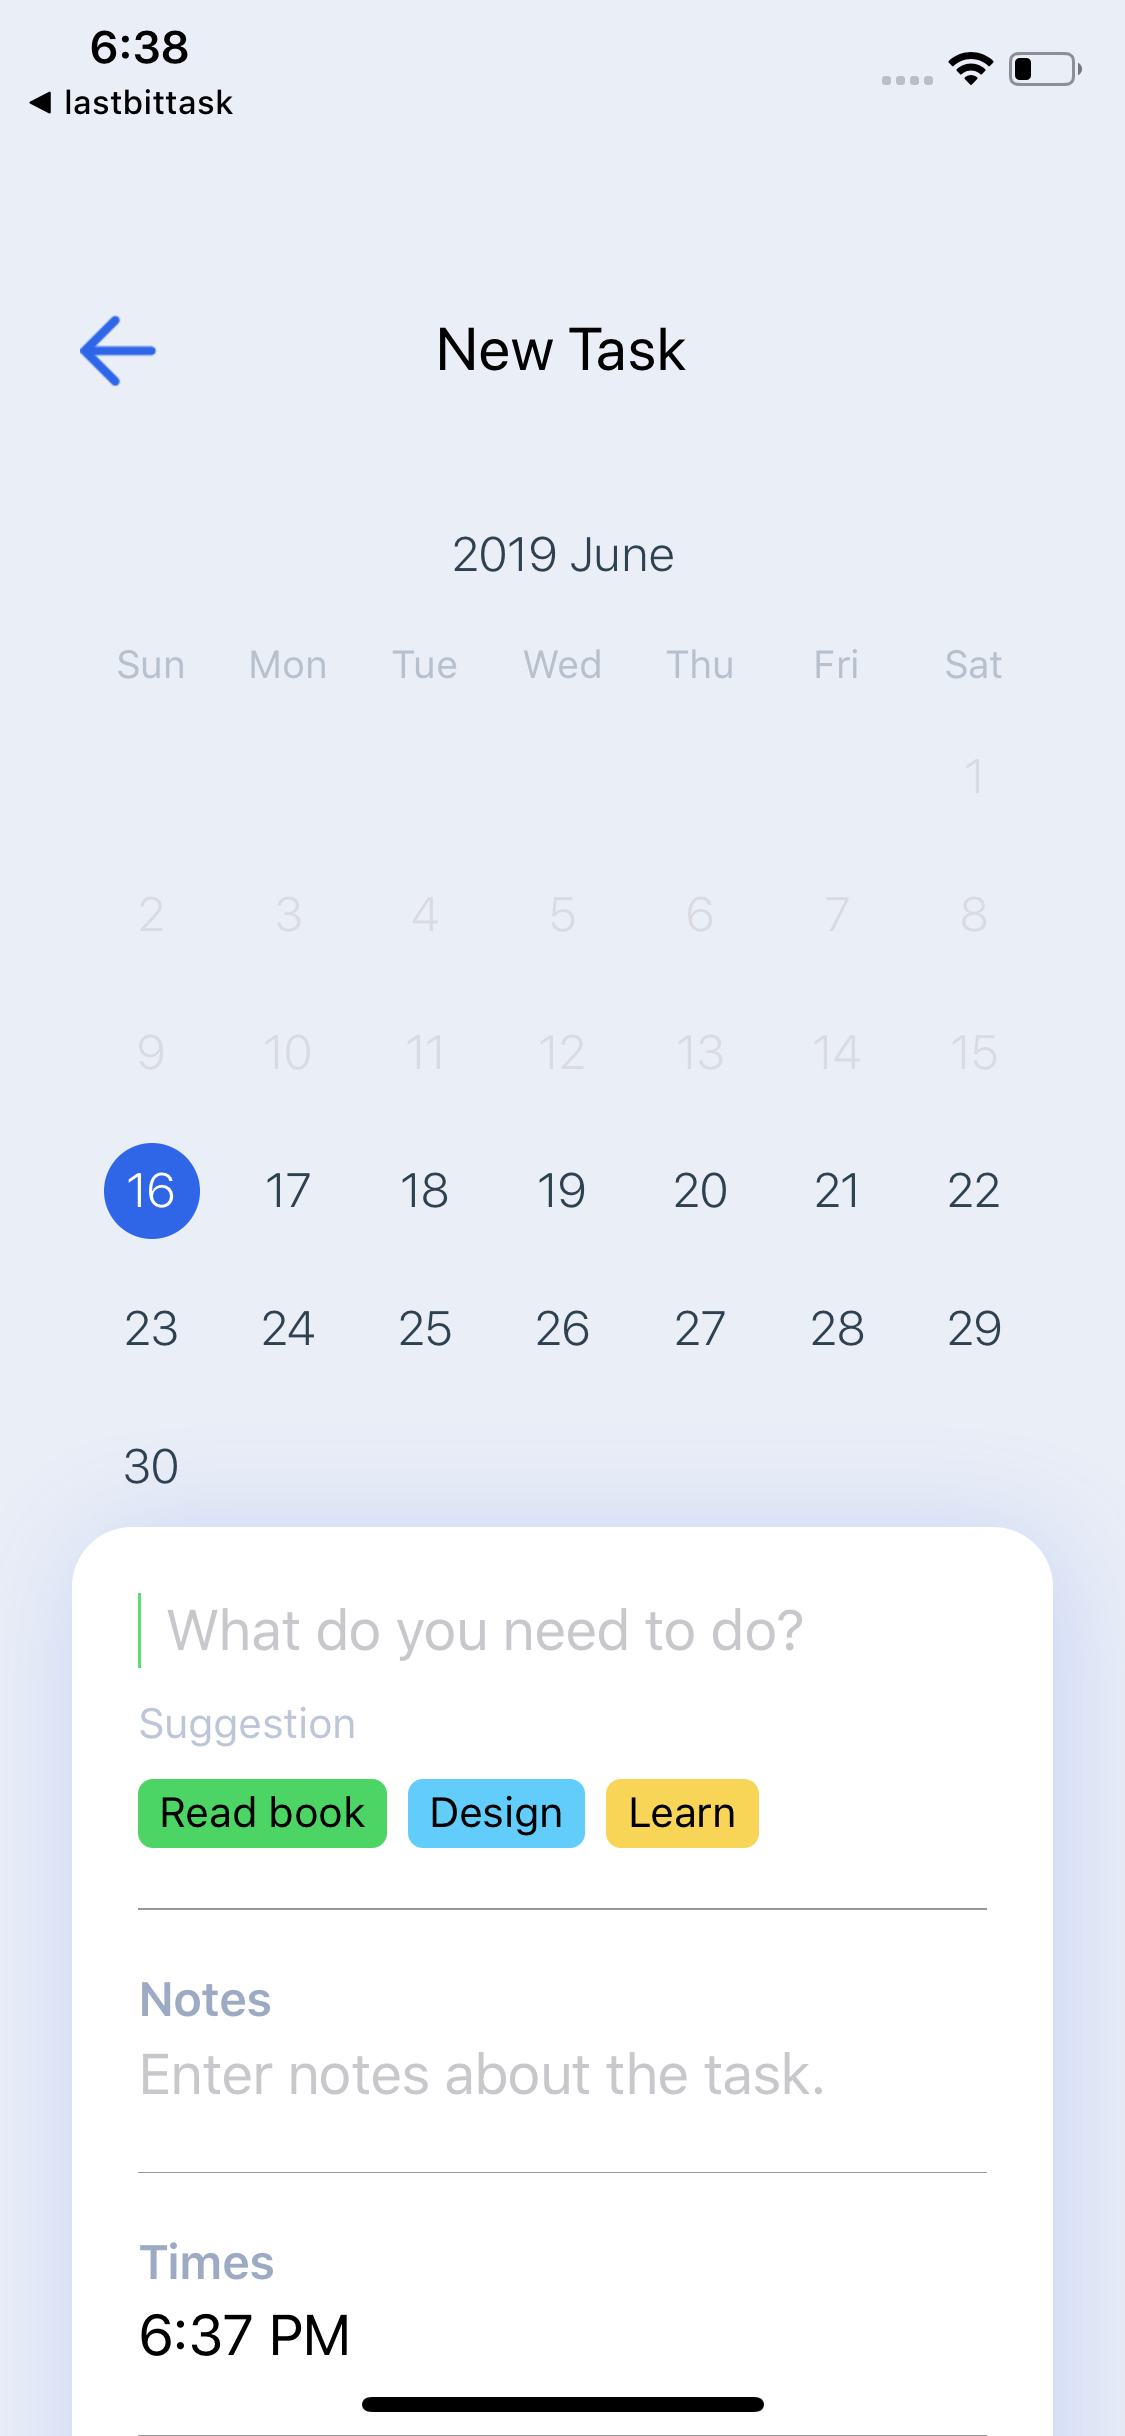 6:38
◀ lastbittask
New Task
2019 June
Sun Mon Tue Wed Thu Fri Sat
1
2 3 4 5 6 7 8
9 10 11 12 13 14 15
16 17 18 19 20 21 22
23 24 25 26 27 28 29
30
What do you need to do?
Suggestion
Read book Design Learn
Notes
Enter notes about the task.
Times
6:37 PM